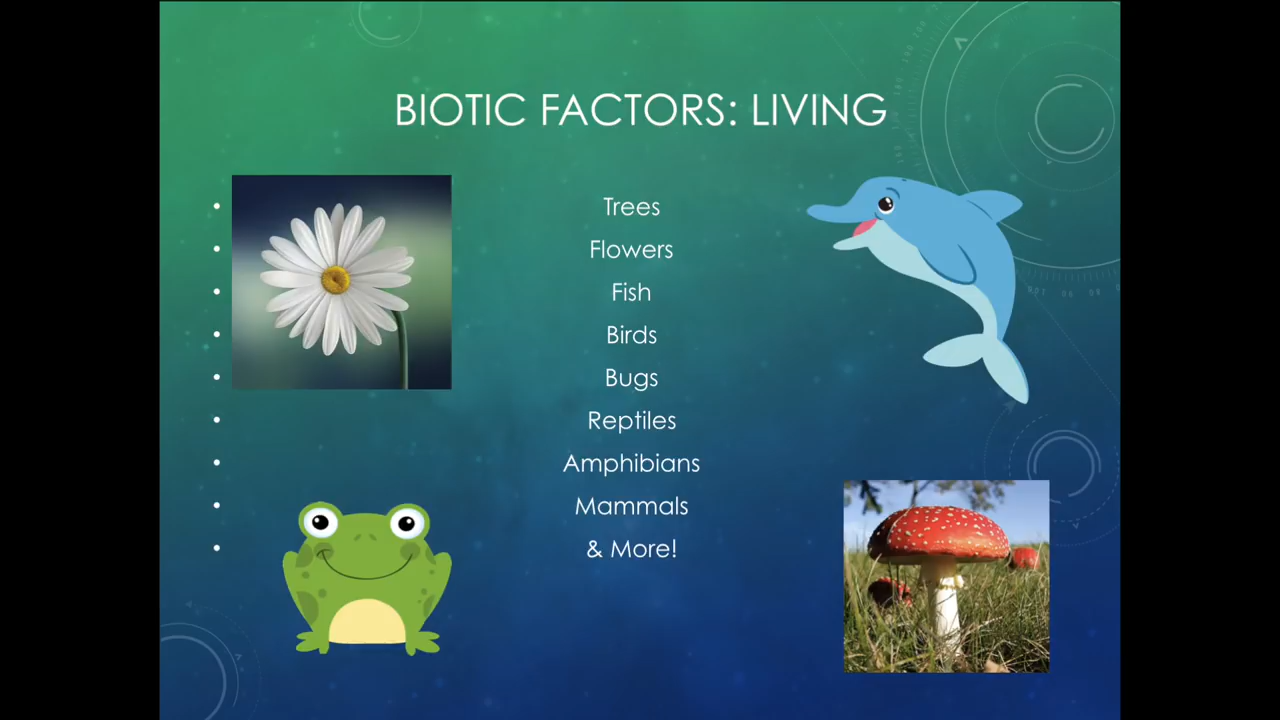 BIOTIC FACTORS: LIVING
• Trees
• Flowers
• Fish
• Birds
• Bugs
• Reptiles
• Amphibians
• Mammals
• & More!